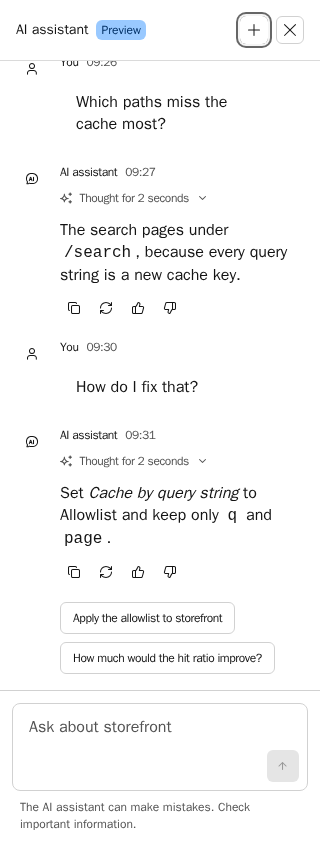 AI assistant Preview
You 09:26
Which paths miss the
cache most?
AI assistant 09:27
Thought for 2 seconds
The search pages under
/search, because every query
string is a new cache key.
You 09:30
How do I fix that?
AI assistant 09:31
Thought for 2 seconds
Set Cache by query string to
Allowlist and keep only q and
page.
Apply the allowlist to storefront
How much would the hit ratio improve?
Ask about storefront
The AI assistant can make mistakes. Check
important information.